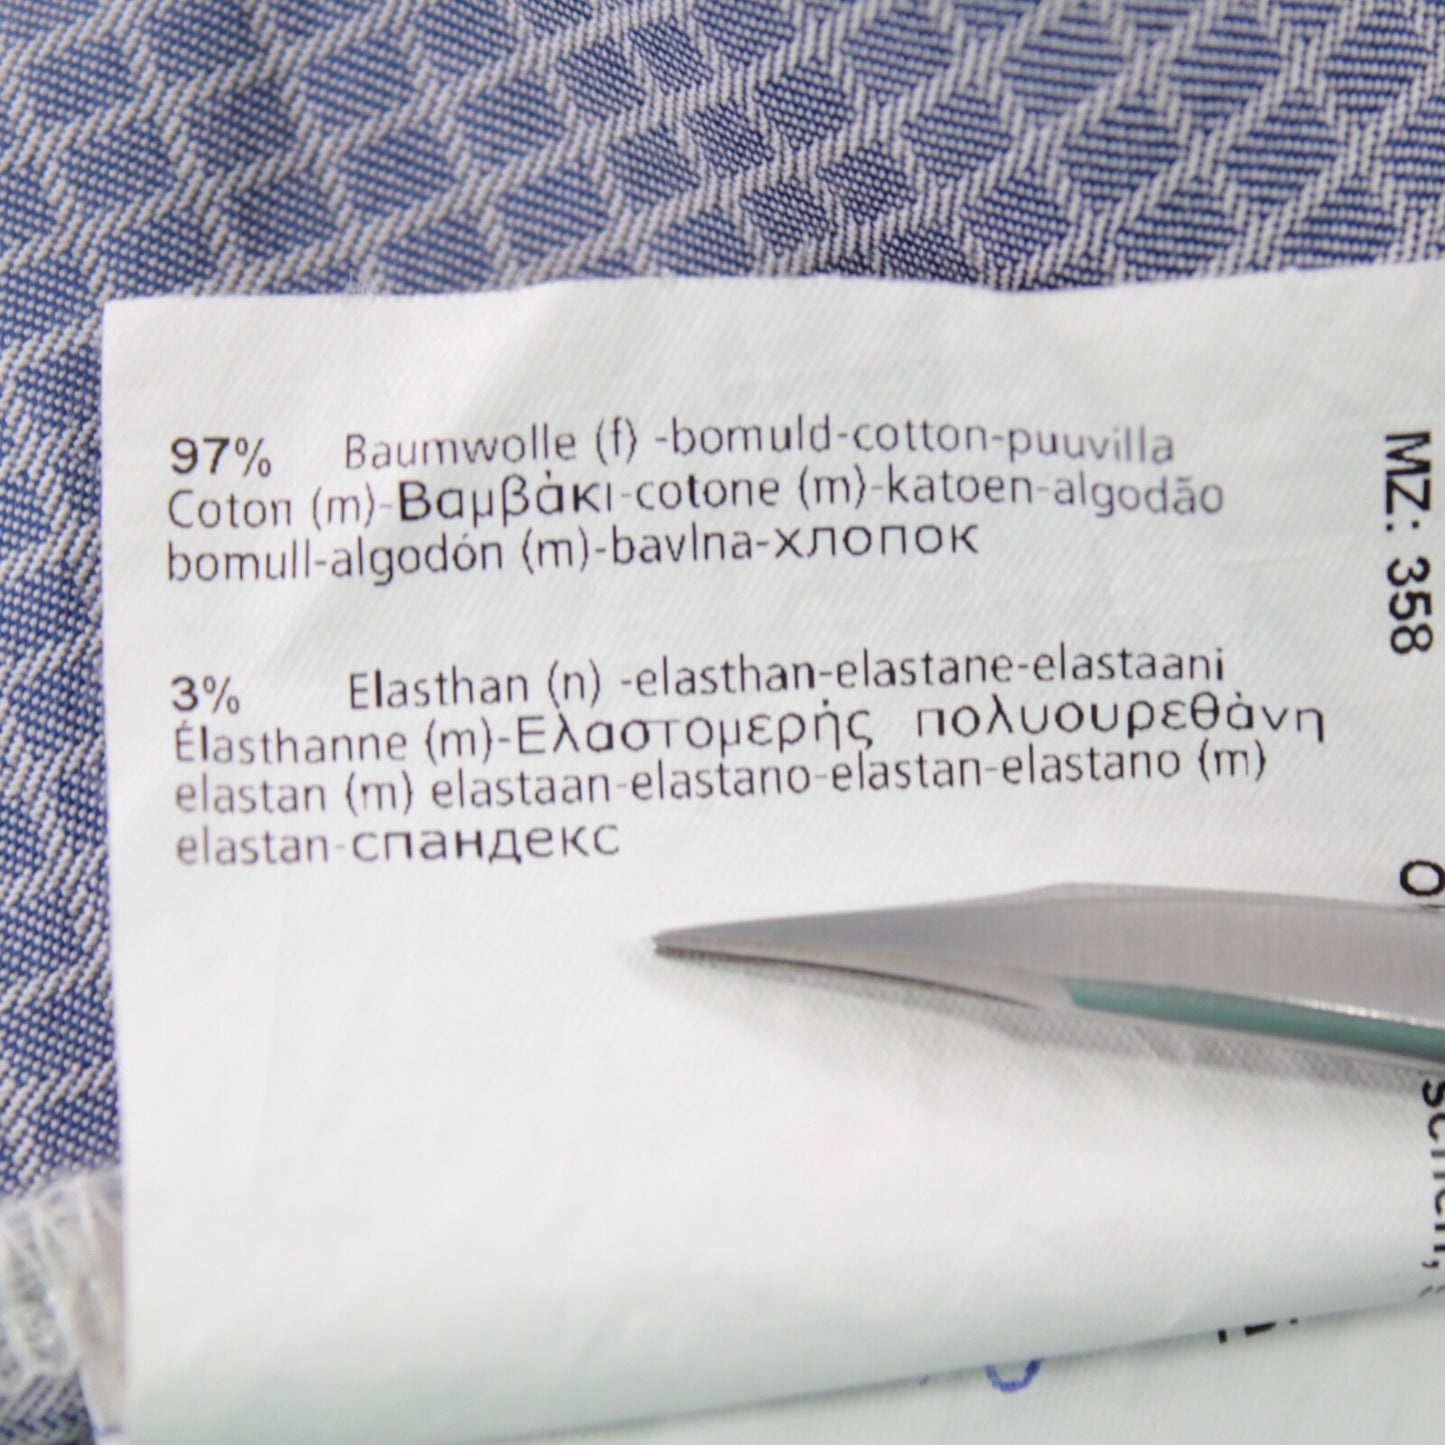 97% Baumwolle (f) -bomuld-cotton-puuvilla
Coton (m)-Βαμβάκι-cotone (m)-katoen-algodão
bomull-algodón (m)-bavlna-хлопок
3% Elasthan (n) -elasthan-elastane-elastaani
Élasthanne (m)-Ελαστομερής πολυουρεθάνη
elastan (m) elastaan-elastano-elastan-elastano (m)
elastan-спандекс
MZ: 358